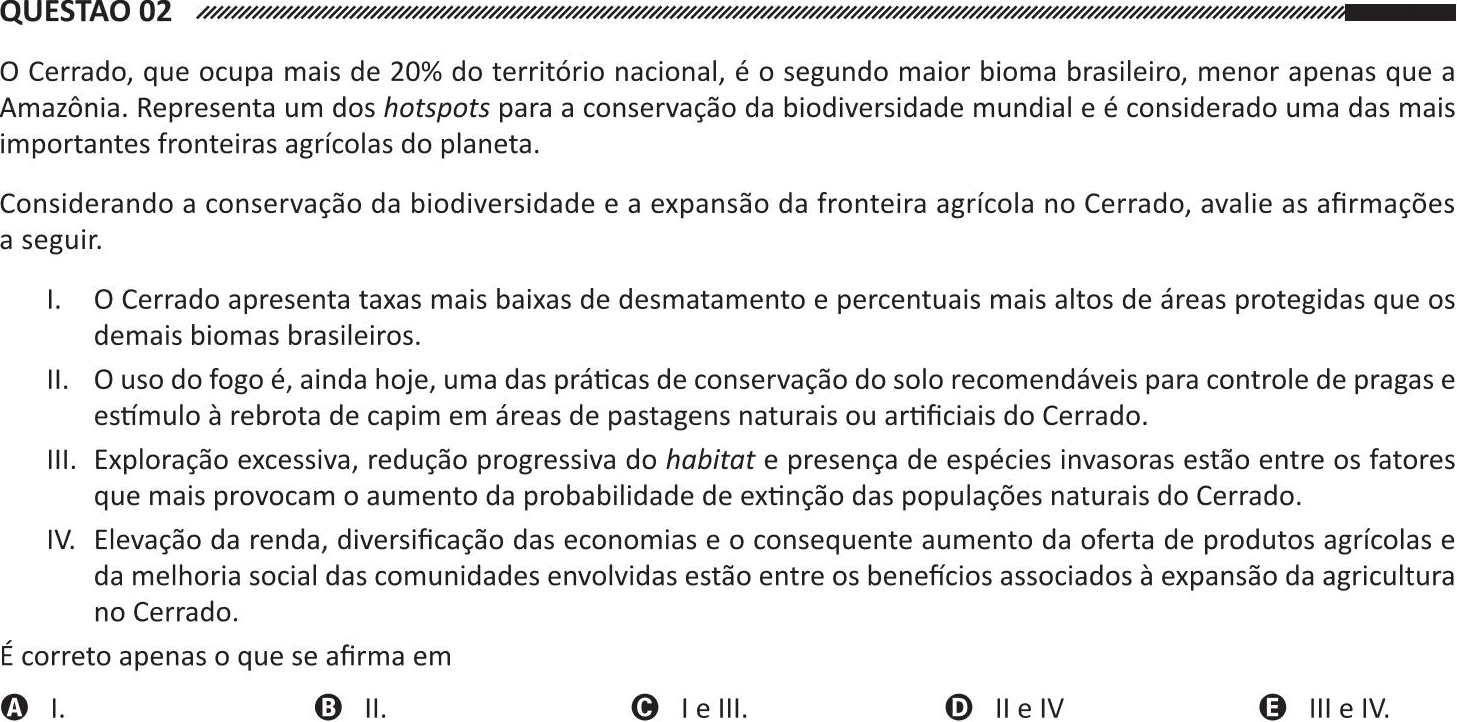 QUESTÃO 02
O Cerrado, que ocupa mais de 20% do território nacional, é o segundo maior bioma brasileiro, menor apenas que a
Amazônia. Representa um dos hotspots para a conservação da biodiversidade mundial e é considerado uma das mais
importantes fronteiras agrícolas do planeta.
Considerando a conservação da biodiversidade e a expansão da fronteira agrícola no Cerrado, avalie as afirmações
a seguir.
I. O Cerrado apresenta taxas mais baixas de desmatamento e percentuais mais altos de áreas protegidas que os
demais biomas brasileiros.
II. O uso do fogo é, ainda hoje, uma das práticas de conservação do solo recomendáveis para controle de pragas e
estímulo à rebrota de capim em áreas de pastagens naturais ou artificiais do Cerrado.
III. Exploração excessiva, redução progressiva do habitat e presença de espécies invasoras estão entre os fatores
que mais provocam o aumento da probabilidade de extinção das populações naturais do Cerrado.
IV. Elevação da renda, diversificação das economias e o consequente aumento da oferta de produtos agrícolas e
da melhoria social das comunidades envolvidas estão entre os benefícios associados à expansão da agricultura
no Cerrado.
É correto apenas o que se afirma em
A I. B II. C I e III. D II e IV E III e IV.